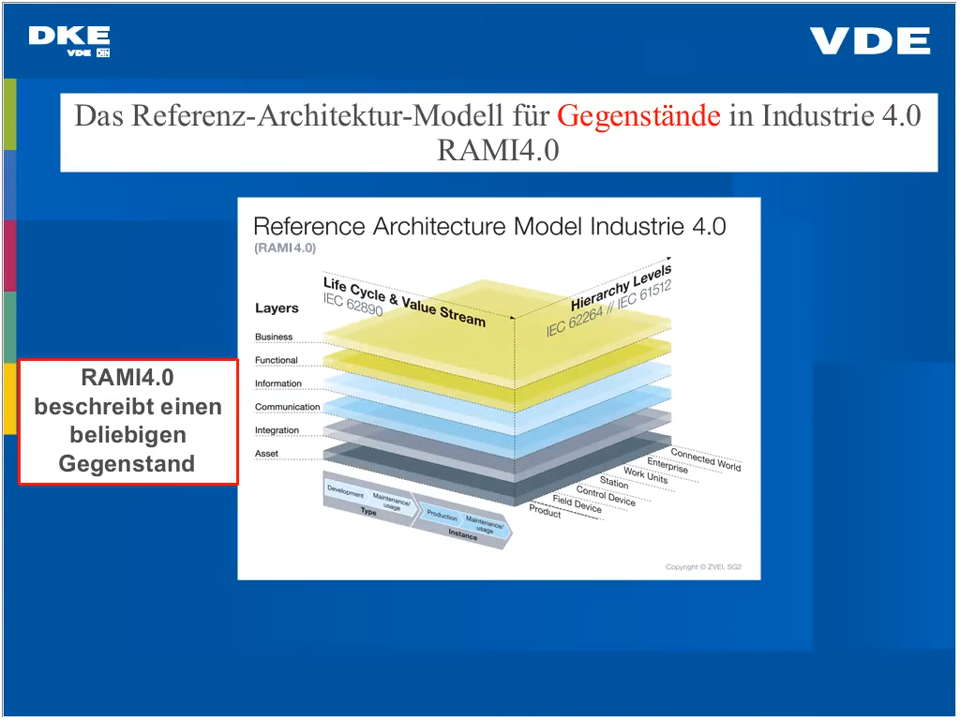 DKE
VDE DIN
VDE
Das Referenz-Architektur-Modell für Gegenstände in Industrie 4.0
RAMI4.0
Reference Architecture Model Industrie 4.0
(RAMI 4.0)
Life Cycle & Value Stream
IEC 62890
Hierarchy Levels
IEC 62264 // IEC 61512
Layers
Business
Functional
Information
Communication
Integration
Asset
RAMI4.0
beschreibt einen
beliebigen
Gegenstand
Connected World
Enterprise
Work Units
Station
Control Device
Field Device
Product
Development
Maintenance/
usage
Type
Production
Maintenance/
usage
Instance
Copyright © ZVEI, SG2